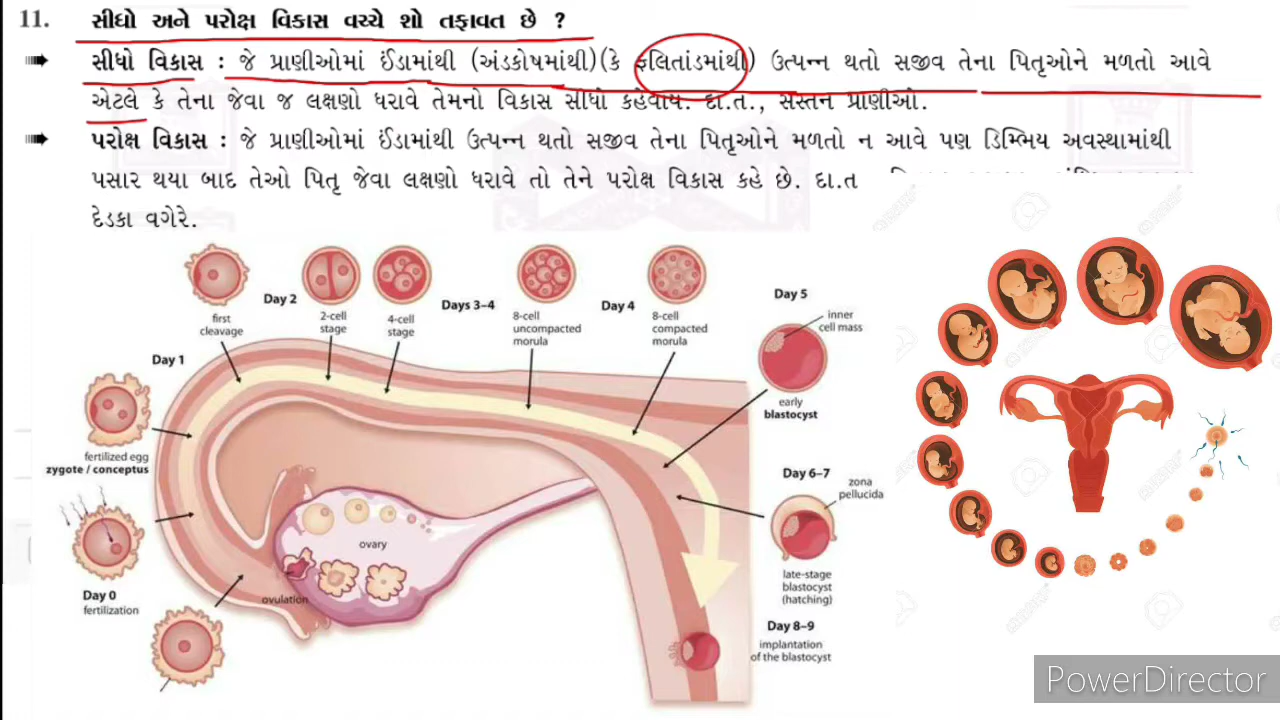 11. સીધો અને પરોક્ષ વિકાસ વચ્ચે શો તફાવત છે ?
➠ સીધો વિકાસ : જે પ્રાણીઓમાં ઈંડામાંથી (અંડકોષમાંથી)(કે ફલિતાંડમાંથી) ઉત્પન્ન થતો સજીવ તેના પિતૃઓને મળતો આવે
એટલે કે તેના જેવા જ લક્ષણો ધરાવે તેમનો વિકાસ સીધો કહેવાય. દા.ત., સસ્તન પ્રાણીઓ.
➠ પરોક્ષ વિકાસ : જે પ્રાણીઓમાં ઈંડામાંથી ઉત્પન્ન થતો સજીવ તેના પિતૃઓને મળતો ન આવે પણ ડિમ્ભિય અવસ્થામાંથી
પસાર થયા બાદ તેઓ પિતૃ જેવા લક્ષણો ધરાવે તો તેને પરોક્ષ વિકાસ કહે છે. દા.ત
દેડકા વગેરે.
first
cleavage
Day 2
2-cell
stage
4-cell
stage
Days 3–4
8-cell
uncompacted
morula
Day 4
8-cell
compacted
morula
Day 5
inner
cell mass
early
blastocyst
Day 1
fertilized egg
zygote / conceptus
Day 0
fertilization
ovary
ovulation
Day 6–7
zona
pellucida
late-stage
blastocyst
(hatching)
Day 8–9
implantation
of the blastocyst
123RF
PowerDirector